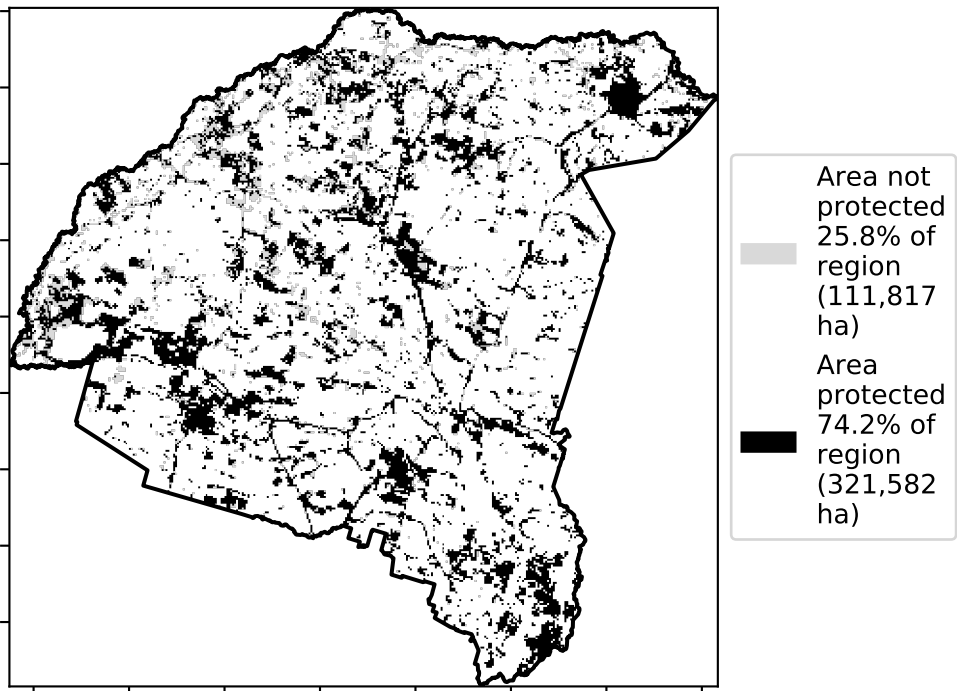 Area not
protected
25.8% of
region
(111,817
ha)
Area
protected
74.2% of
region
(321,582
ha)